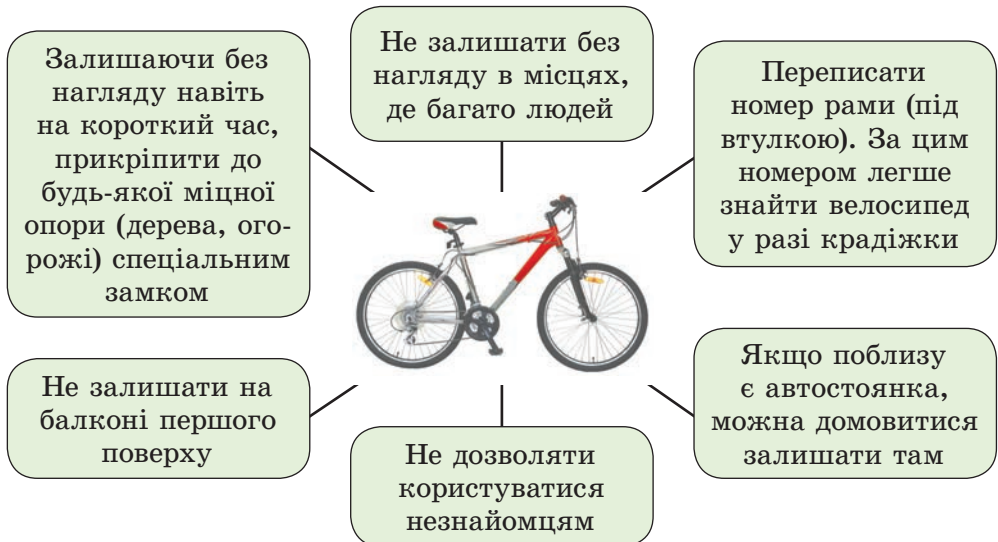 Залишаючи без
нагляду навіть
на короткий час,
прикріпити до
будь-якої міцної
опори (дерева, ого-
рожі) спеціальним
замком
Не залишати без
нагляду в місцях,
де багато людей
Переписати
номер рами (під
втулкою). За цим
номером легше
знайти велосипед
у разі крадіжки
Не залишати на
балконі першого
поверху
Не дозволяти
користуватися
незнайомцям
Якщо поблизу
є автостоянка,
можна домовитися
залишати там